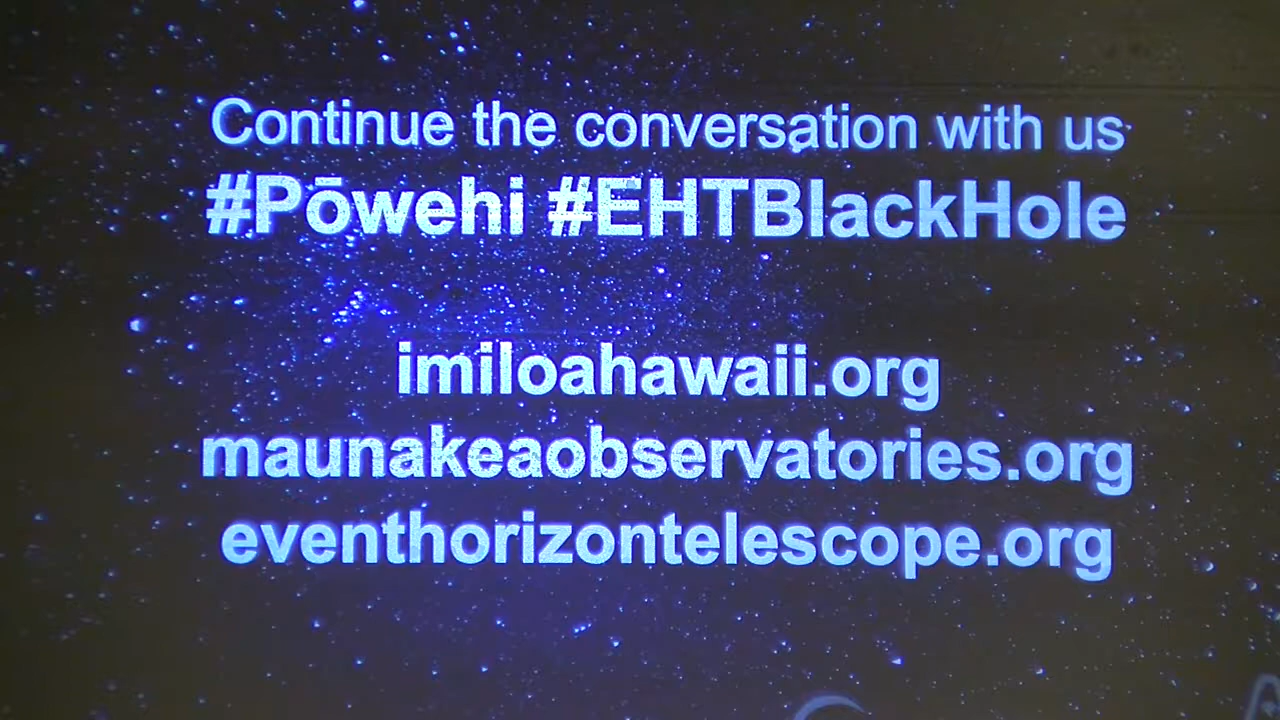 Continue the conversation with us
#Pōwehi #EHTBlackHole
imiloahawaii.org
maunakeaobservatories.org
eventhorizontelescope.org